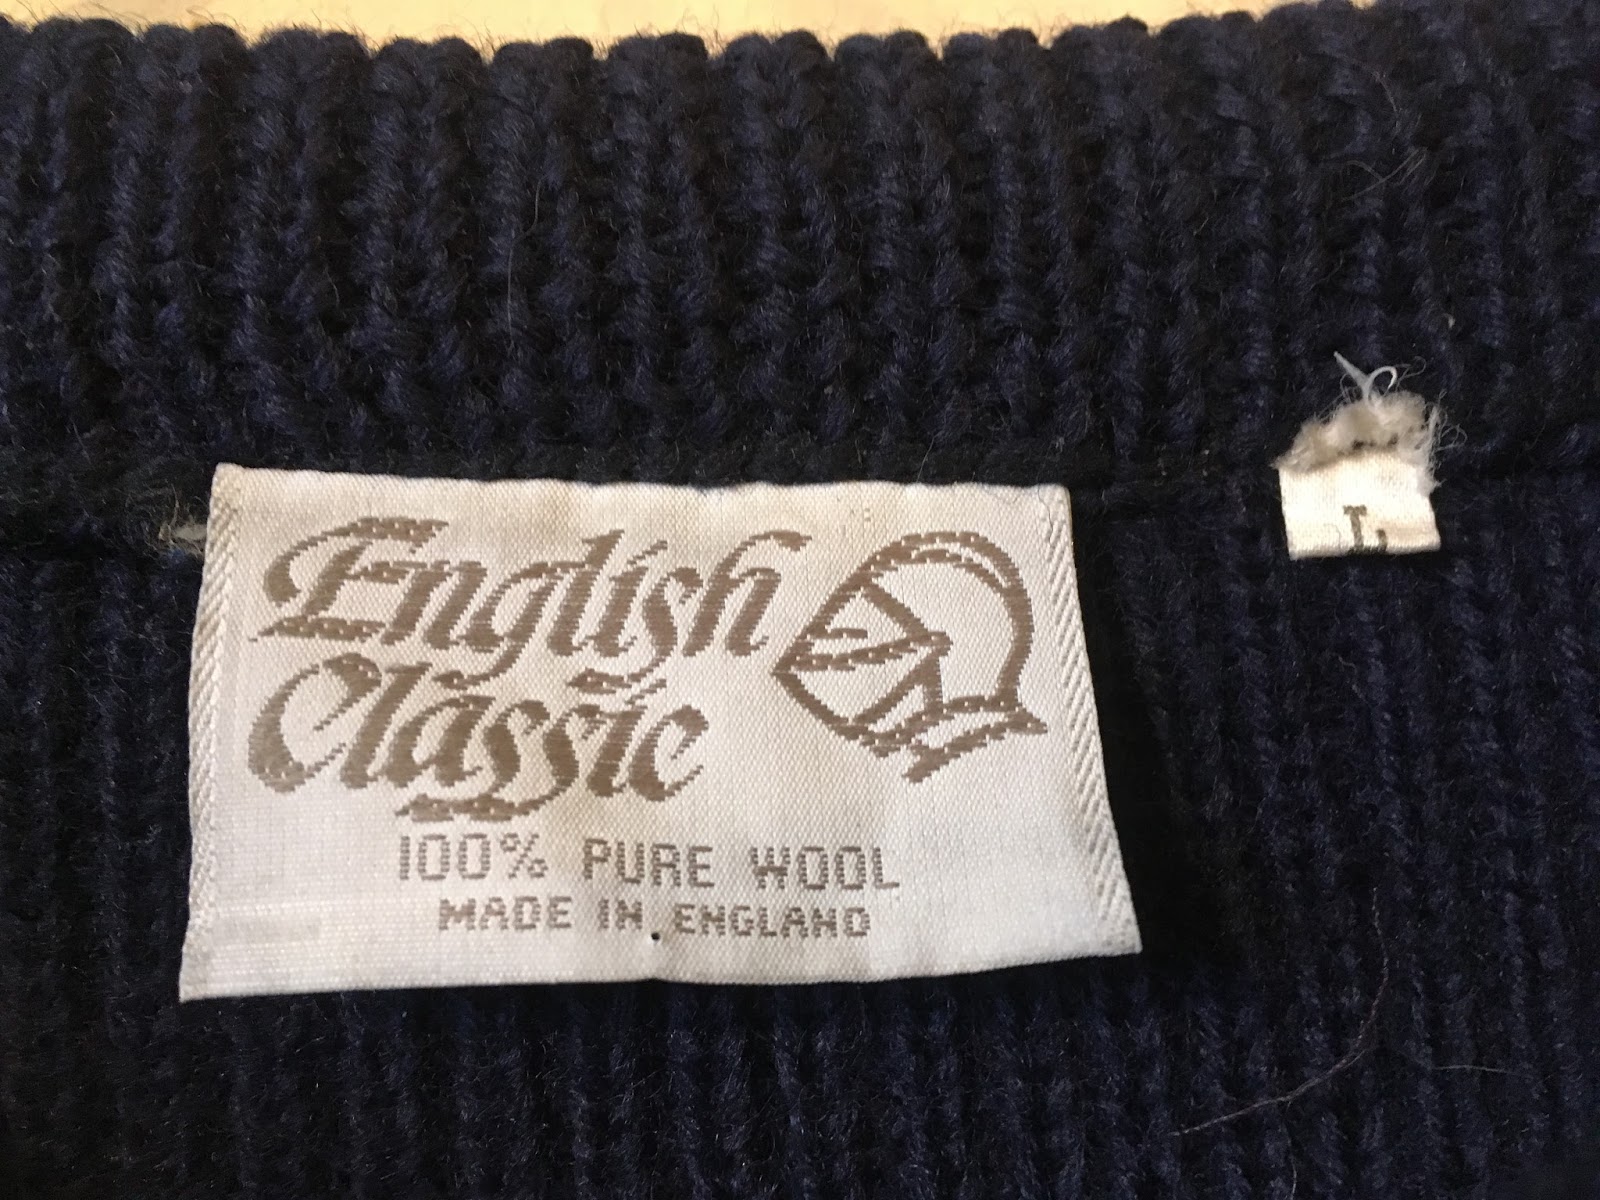 English
Classic
100% PURE WOOL
MADE IN ENGLAND
L